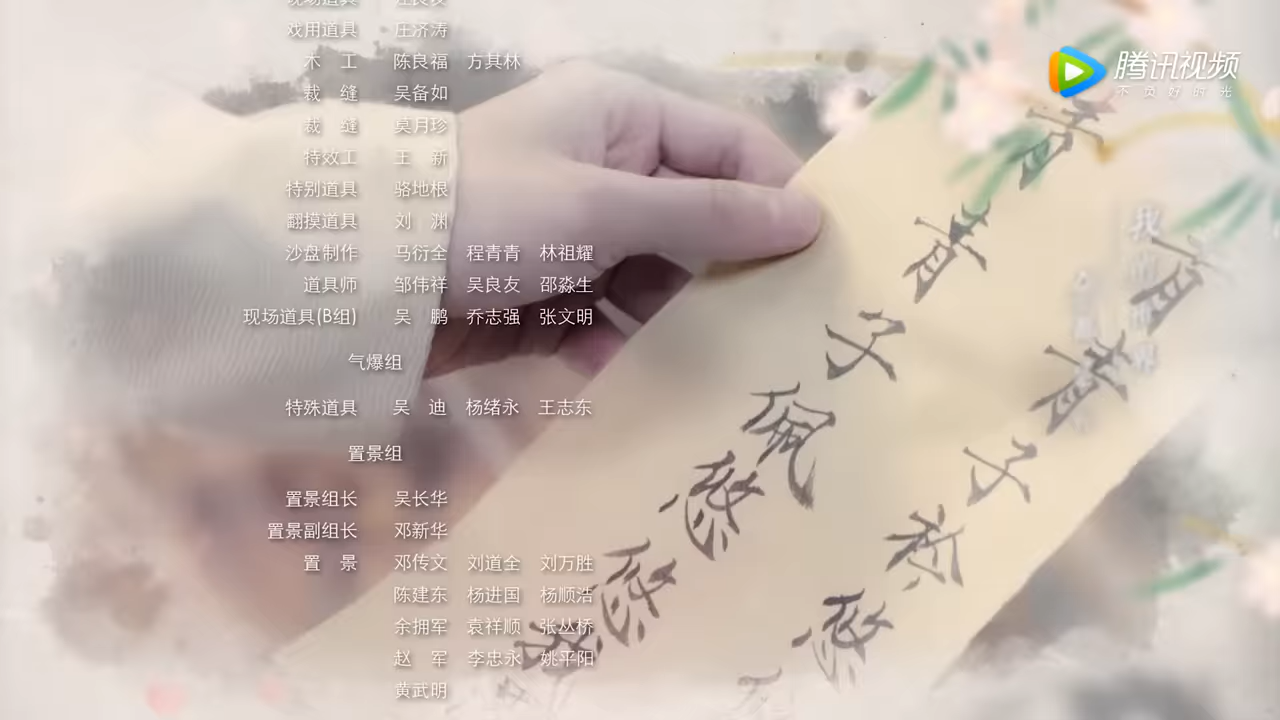 戏用道具 庄济涛
木 工 陈良福 方其林
裁 缝 吴备如
裁 缝 莫月珍
特效工 王 新
特别道具 骆地根
翻摸道具 刘 渊
沙盘制作 马衍全 程青青 林祖耀
道具师 邹伟祥 吴良友 邵淼生
现场道具(B组) 吴 鹏 乔志强 张文明
气爆组
特殊道具 吴 迪 杨绪永 王志东
置景组
置景组长 吴长华
置景副组长 邓新华
置 景 邓传文 刘道全 刘万胜
陈建东 杨进国 杨顺浩
余拥军 袁祥顺 张丛桥
赵 军 李忠永 姚平阳
黄武明
腾讯视频
不负好时光
青青子佩悠悠
青青子衿悠